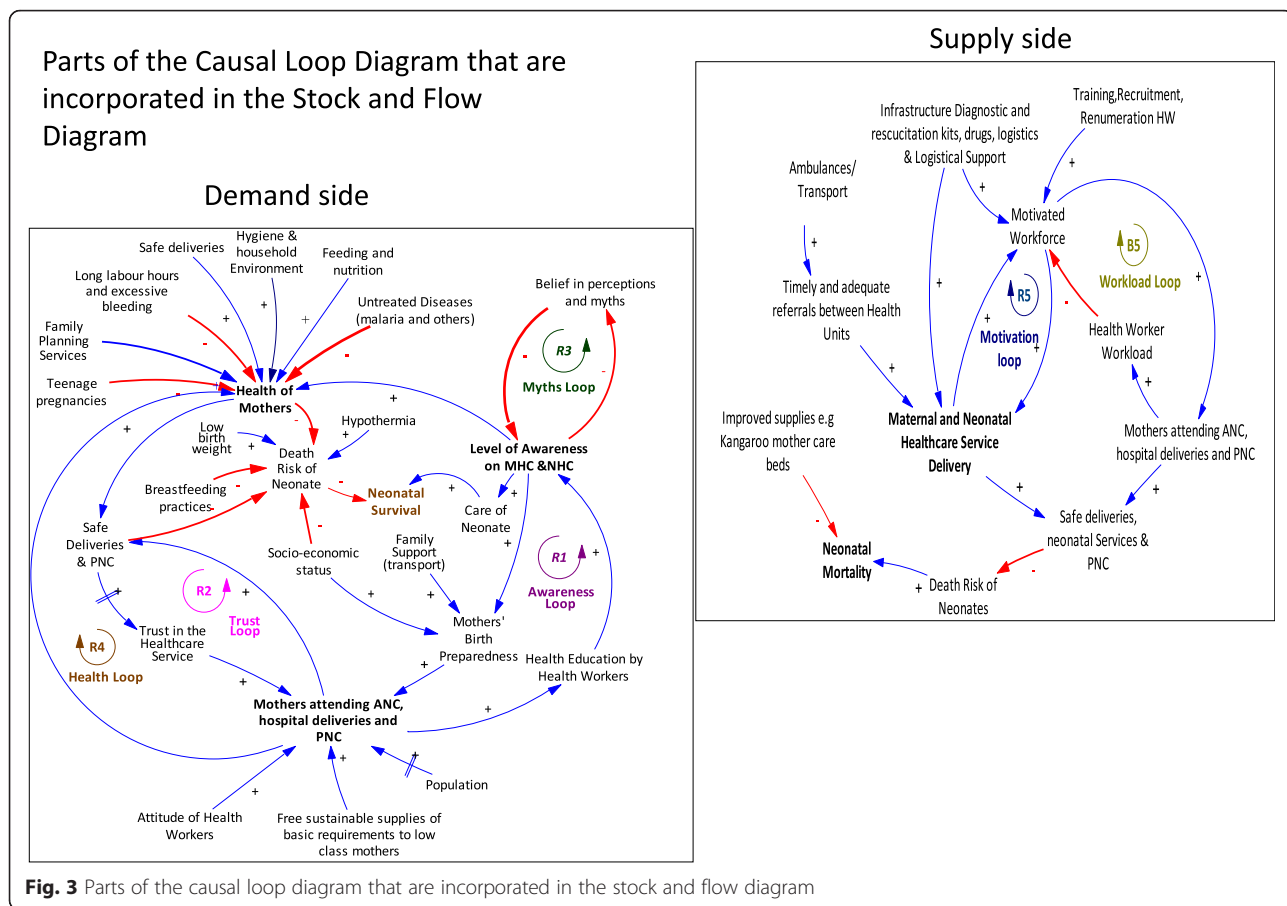 Parts of the Causal Loop Diagram that are
incorporated in the Stock and Flow
Diagram
Demand side
Safe deliveries
Hygiene &
household
Environment
Feeding and
nutrition
Long labour hours
and excessive
bleeding
Untreated Diseases
(malaria and others)
Family
Planning
Services
Teenage
pregnancies
Health of
Mothers
Belief in perceptions
and myths
R3
Myths Loop
Low
birth
weight
Hypothermia
Death
Risk of
Neonate
Level of Awareness
on MHC &NHC
Breastfeeding
practices
Neonatal
Survival
Care of
Neonate
Safe
Deliveries
& PNC
Socio-economic
status
Family
Support
(transport)
R1
Awareness
Loop
R2
Trust
Loop
Trust in the
Healthcare
Service
R4
Health Loop
Mothers'
Birth
Preparedness
Health Education by
Health Workers
Mothers attending ANC,
hospital deliveries and
PNC
Population
Attitude of Health
Workers
Free sustainable supplies of
basic requirements to low
class mothers
Supply side
Infrastructure Diagnostic and
rescucitation kits, drugs, logistics
& Logistical Support
Training,Recruitment,
Renumeration HW
Ambulances/
Transport
Motivated
Workforce
B5
Workload Loop
Timely and adequate
referrals between Health
Units
R5
Motivation
loop
Health Worker
Workload
Improved supplies e.g
Kangaroo mother care
beds
Maternal and Neonatal
Healthcare Service
Delivery
Mothers attending ANC,
hospital deliveries and PNC
Safe deliveries,
neonatal Services &
PNC
Neonatal
Mortality
Death Risk of
Neonates
Fig. 3 Parts of the causal loop diagram that are incorporated in the stock and flow diagram